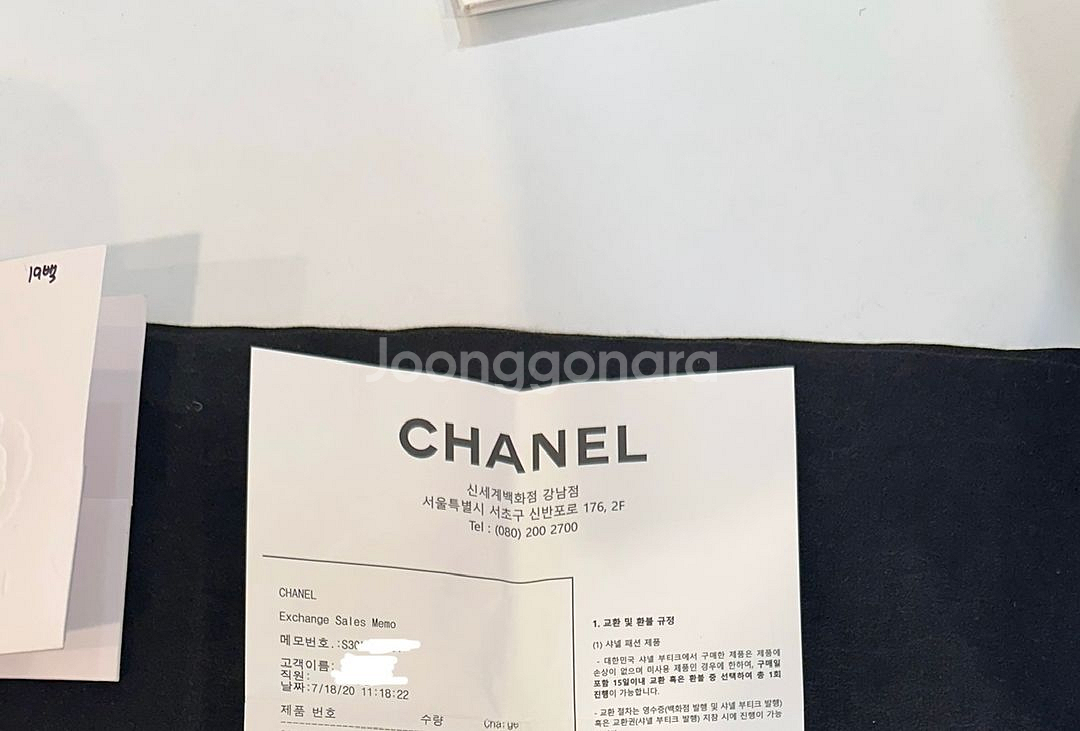 19백
Joonggonara
CHANEL
신세계백화점 강남점
서울특별시 서초구 신반포로 176, 2F
Tel : (080) 200 2700
CHANEL
Exchange Sales Memo
메모번호.:S30
고객이름:
직원:
날짜:7/18/20 11:18:22
제품 번호 수량 Charge
1. 교환 및 환불 규정
(1) 샤넬 패션 제품
- 대한민국 샤넬 부티크에서 구매한 제품은 제품에
손상이 없으며 미사용 제품인 경우에 한하여, 구매일
포함 15일이내 교환 혹은 환불 중 선택하여 총 1회
진행이 가능합니다.
- 교환 절차는 영수증(백화점 발행 및 샤넬 부티크 발행)
혹은 교환권(샤넬 부티크 발행) 지참 시에 진행이 가능